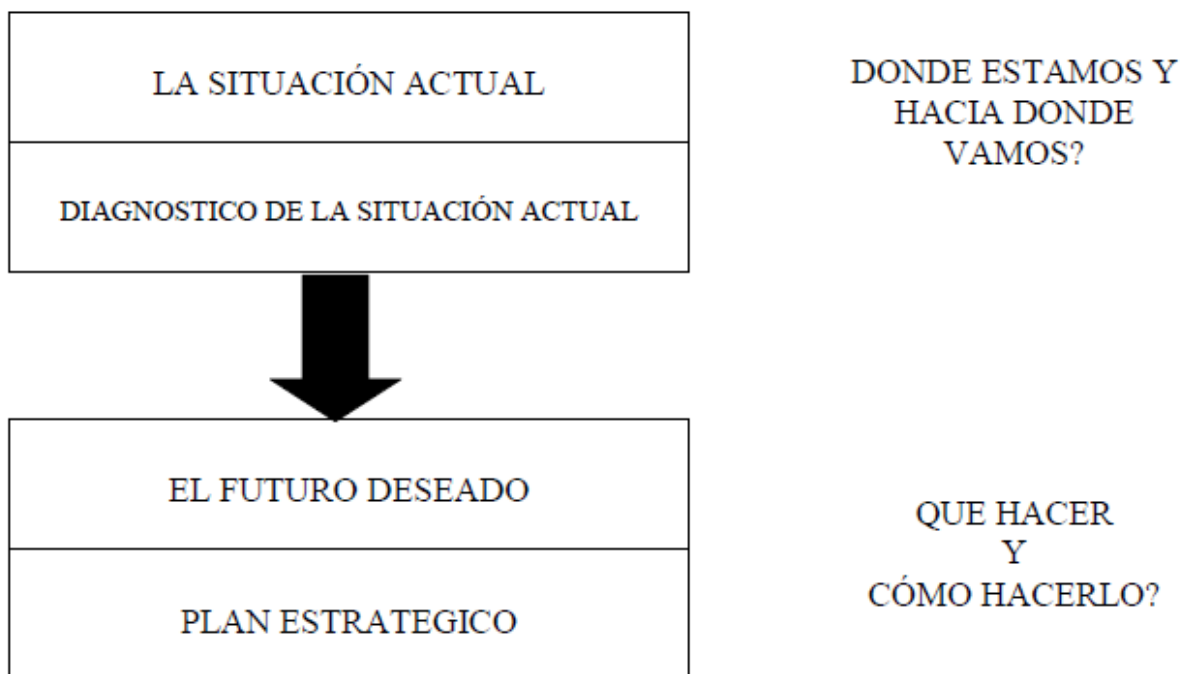 LA SITUACIÓN ACTUAL
DONDE ESTAMOS Y
HACIA DONDE
VAMOS?
DIAGNOSTICO DE LA SITUACIÓN ACTUAL
EL FUTURO DESEADO
QUE HACER
Y
CÓMO HACERLO?
PLAN ESTRATEGICO